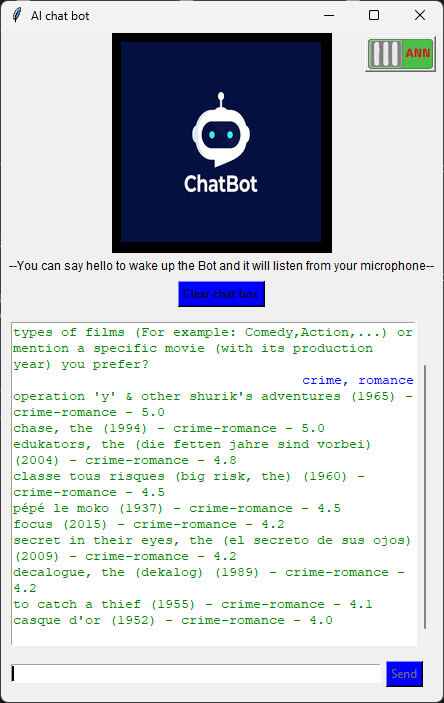 AI chat bot
ANN
ChatBot
--You can say hello to wake up the Bot and it will listen from your microphone--
Clear chat box
types of films (For example: Comedy,Action,...) or
mention a specific movie (with its production
year) you prefer?
crime, romance
operation 'y' & other shurik's adventures (1965) -
crime-romance - 5.0
chase, the (1994) - crime-romance - 5.0
edukators, the (die fetten jahre sind vorbei)
(2004) - crime-romance - 4.8
classe tous risques (big risk, the) (1960) -
crime-romance - 4.5
pépé le moko (1937) - crime-romance - 4.5
focus (2015) - crime-romance - 4.2
secret in their eyes, the (el secreto de sus ojos)
(2009) - crime-romance - 4.2
decalogue, the (dekalog) (1989) - crime-romance -
4.2
to catch a thief (1955) - crime-romance - 4.1
casque d'or (1952) - crime-romance - 4.0
Send